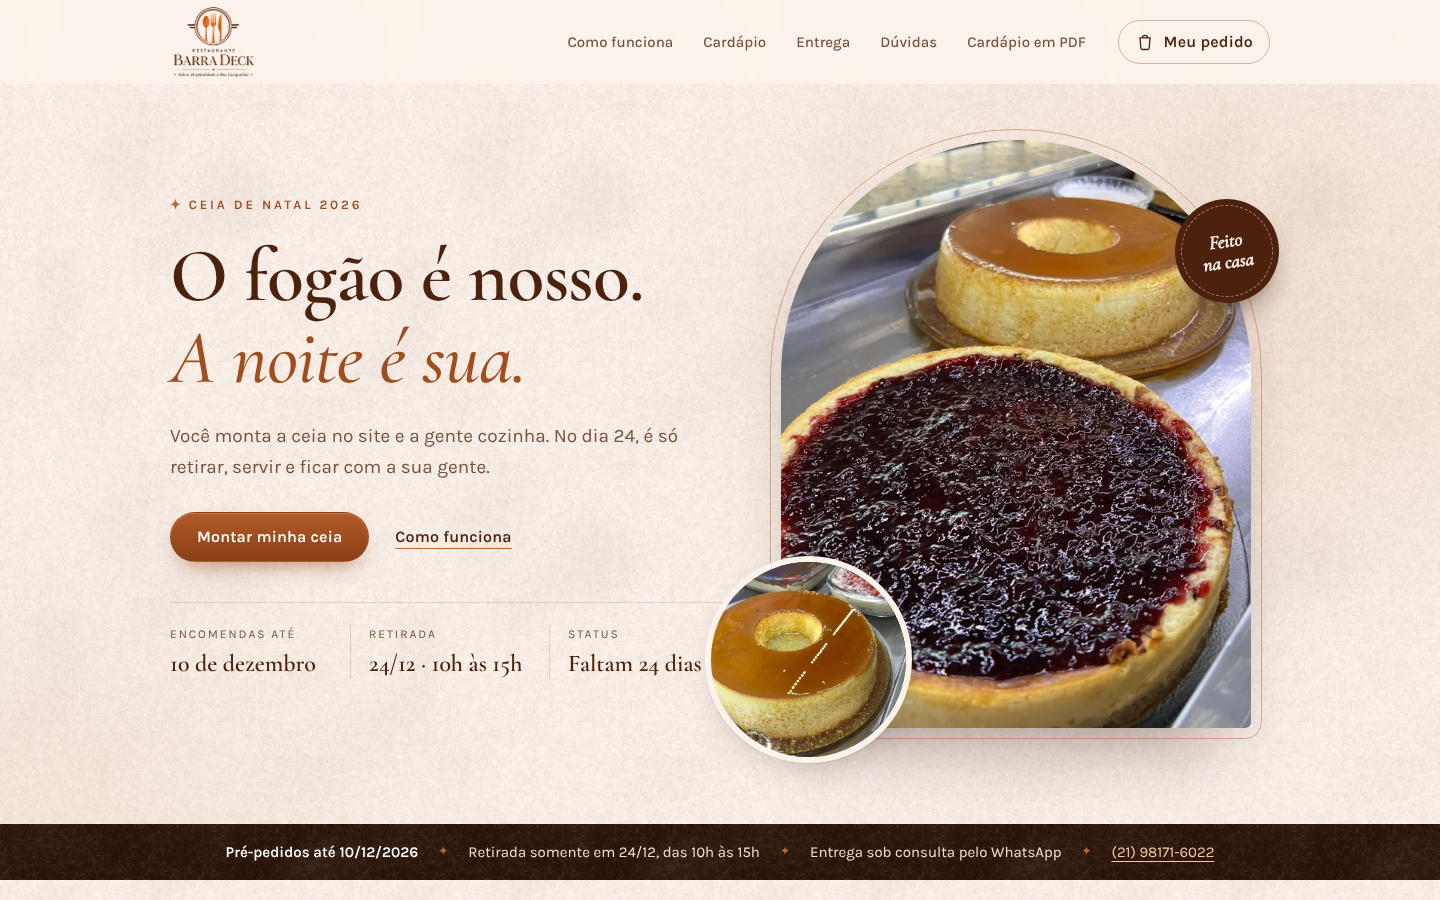 RESTAURANTE
BARRA DECK
Como funciona
Cardápio
Entrega
Dúvidas
Cardápio em PDF
Meu pedido
CEIA DE NATAL 2026
O fogão é nosso.
A noite é sua.
Você monta a ceia no site e a gente cozinha. No dia 24, é só
retirar, servir e ficar com a sua gente.
Montar minha ceia
Como funciona
ENCOMENDAS ATÉ
10 de dezembro
RETIRADA
24/12 · 10h às 15h
STATUS
Faltam 24 dias
Feito
na casa
Pré-pedidos até 10/12/2026
Retirada somente em 24/12, das 10h às 15h
Entrega sob consulta pelo WhatsApp
(21) 98171-6022